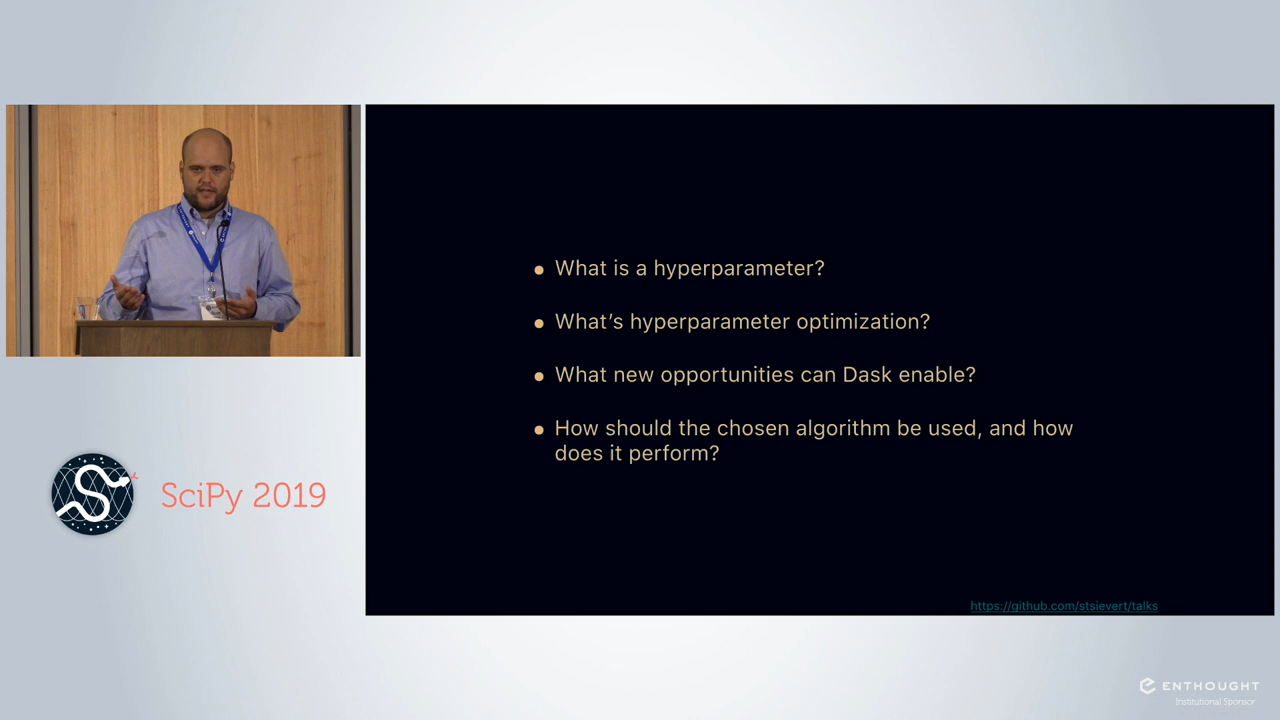 • What is a hyperparameter?
• What's hyperparameter optimization?
• What new opportunities can Dask enable?
• How should the chosen algorithm be used, and how
does it perform?
SciPy 2019
https://github.com/stsievert/talks
ENTHOUGHT
Institutional Sponsor